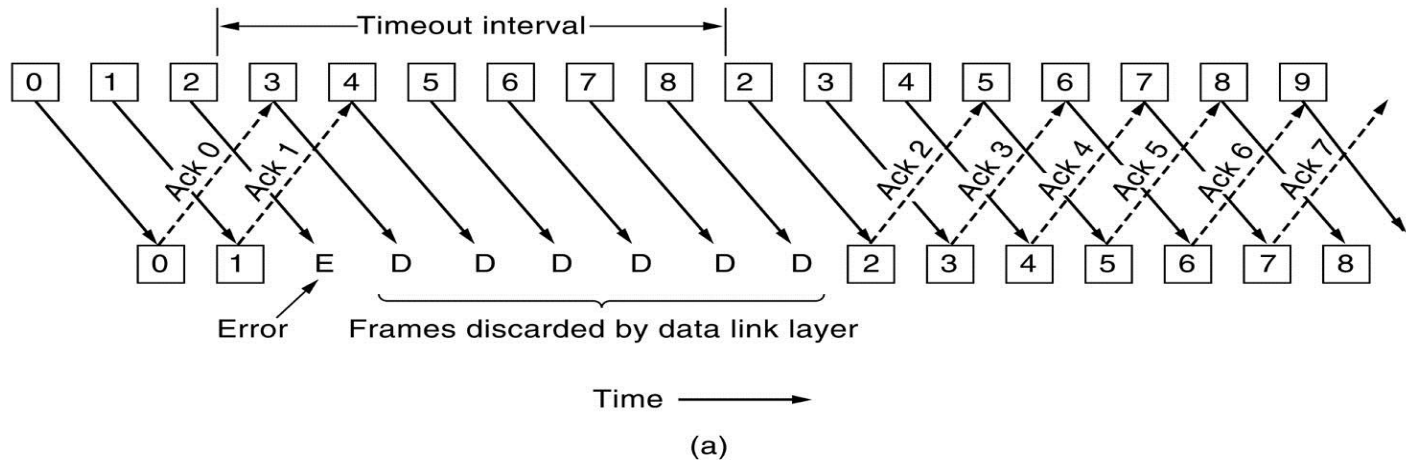 Timeout interval
0 1 2 3 4 5 6 7 8 2 3 4 5 6 7 8 9
Ack 0 Ack 1 Ack 2 Ack 3 Ack 4 Ack 5 Ack 6 Ack 7
0 1 E D D D D D D 2 3 4 5 6 7 8
Error Frames discarded by data link layer
Time
(a)